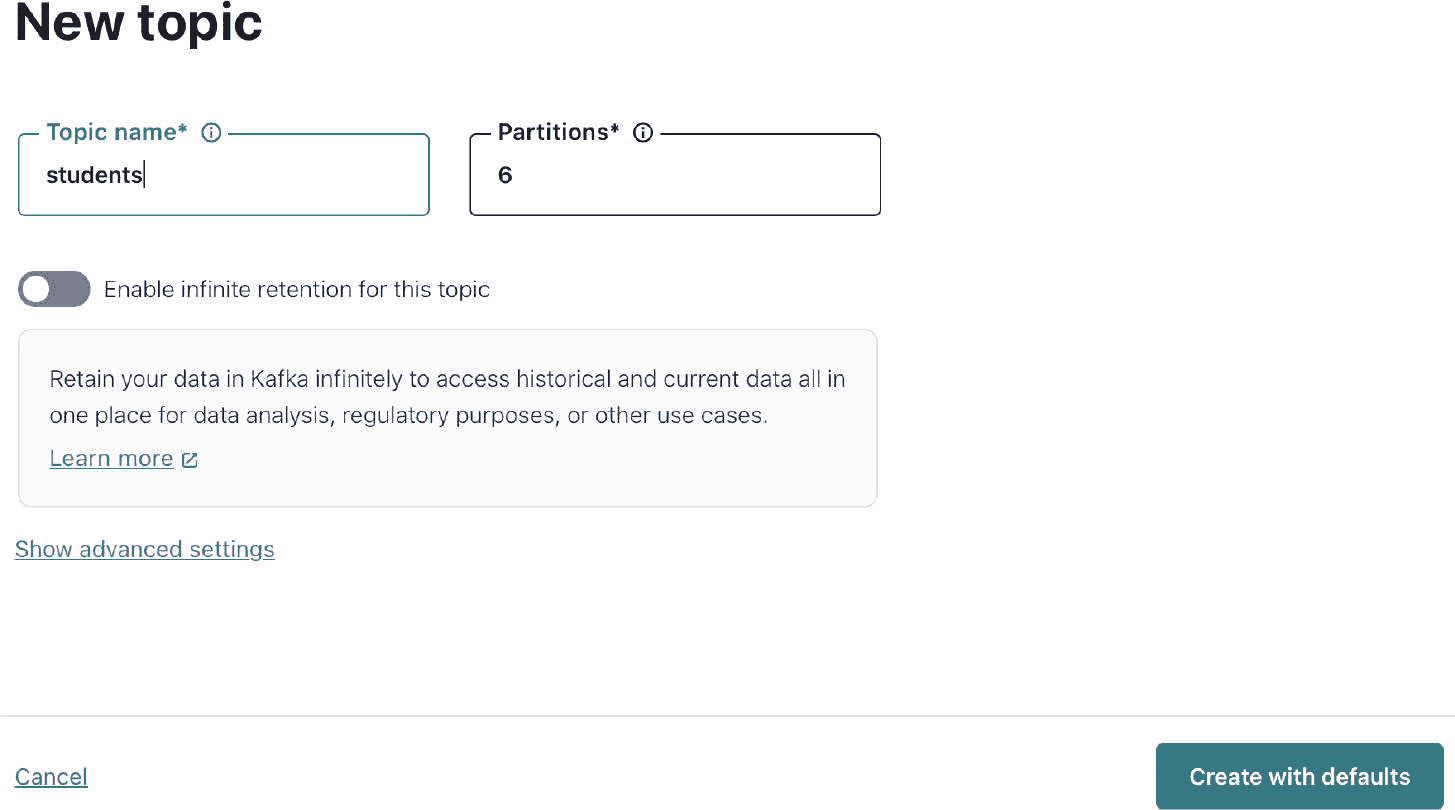 New topic
Topic name*
Partitions*
students
6
Enable infinite retention for this topic
Retain your data in Kafka infinitely to access historical and current data all in
one place for data analysis, regulatory purposes, or other use cases.
Learn more
Show advanced settings
Cancel
Create with defaults